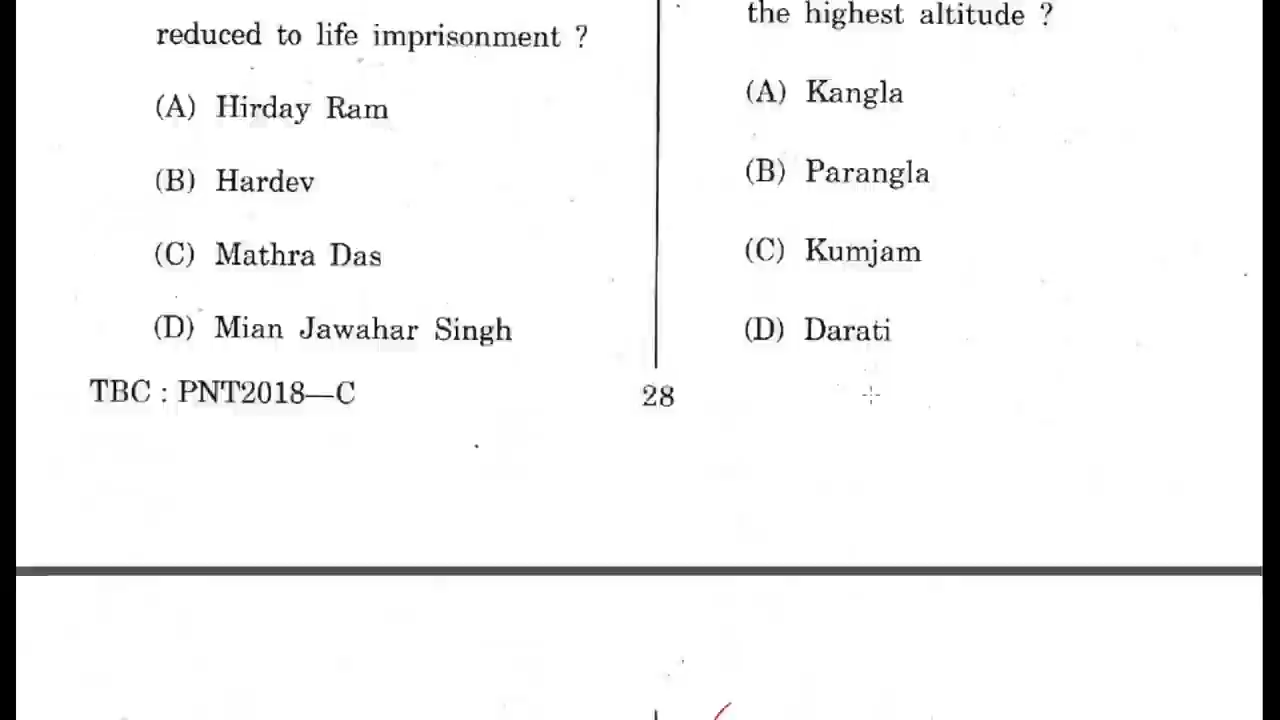 reduced to life imprisonment ?
(A) Hirday Ram
(B) Hardev
(C) Mathra Das
(D) Mian Jawahar Singh
the highest altitude ?
(A) Kangla
(B) Parangla
(C) Kumjam
(D) Darati
TBC : PNT2018—C
28